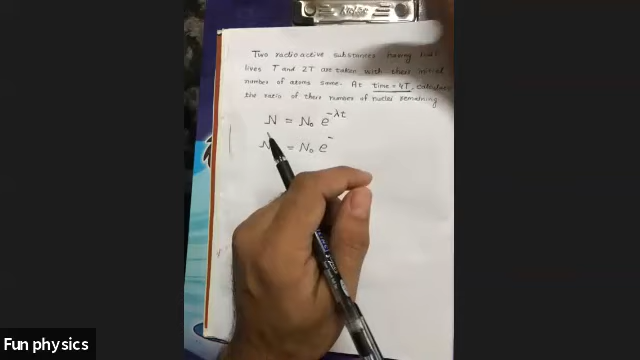 Two radioactive substances having half
lives T and 2T are taken with their initial
number of atoms same. At time = 4T, calculate
the ratio of their number of nuclei remaining
N = N₀ e^-λt
N = N₀ e^-
Fun physics